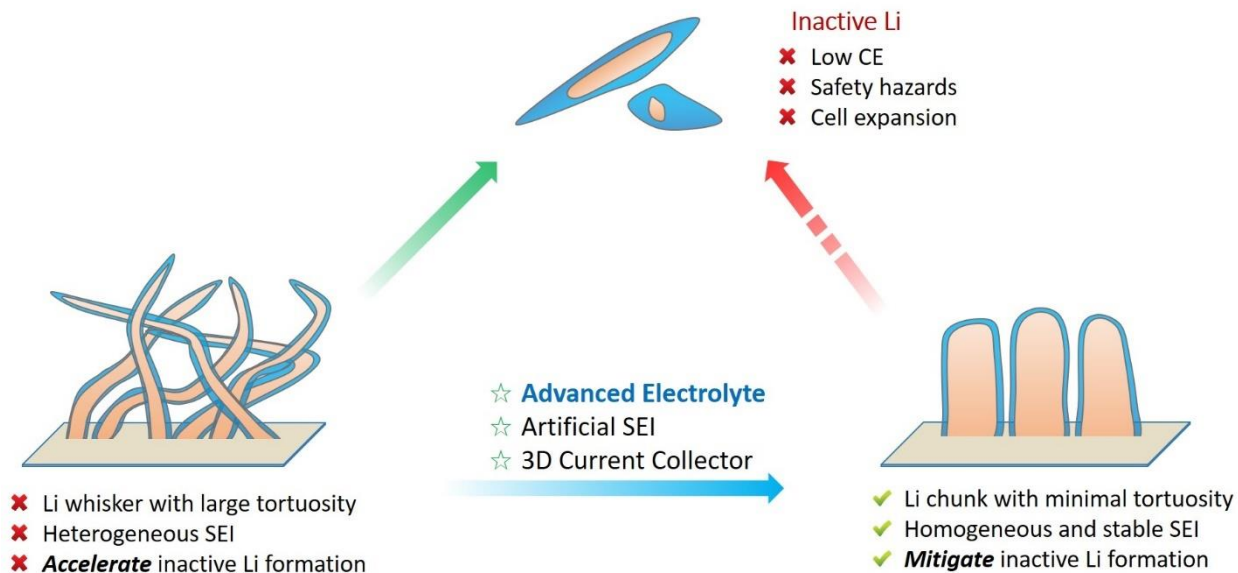 Inactive Li
✖ Low CE
✖ Safety hazards
✖ Cell expansion
☆ Advanced Electrolyte
☆ Artificial SEI
☆ 3D Current Collector
✖ Li whisker with large tortuosity
✖ Heterogeneous SEI
✖ Accelerate inactive Li formation
✔ Li chunk with minimal tortuosity
✔ Homogeneous and stable SEI
✔ Mitigate inactive Li formation